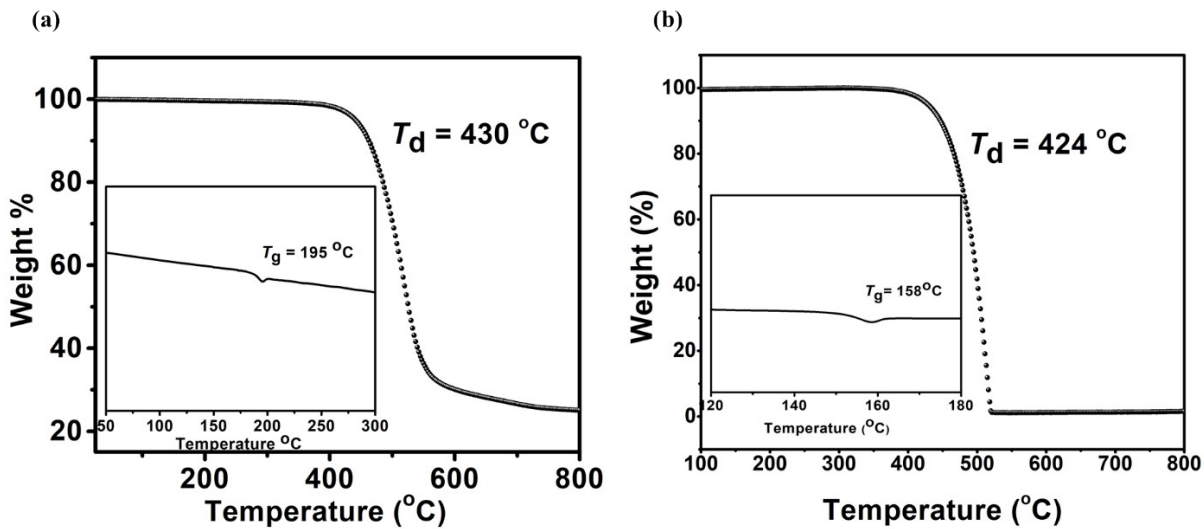 (a)
100
80
60
40
20
Weight %
T_d = 430 °C
T_g = 195 °C
50 100 150 200 250 300
Temperature °C
200 400 600 800
Temperature (°C)
(b)
100
80
60
40
20
0
Weight (%)
T_d = 424 °C
T_g= 158°C
120 140 160 180
Temperature (°C)
100 200 300 400 500 600 700 800
Temperature (°C)